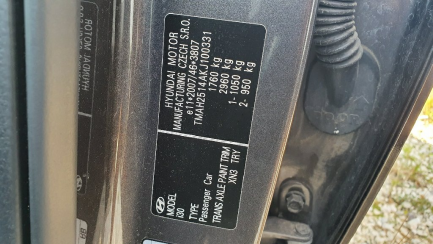 HYUNDAI MOTOR
MANUFACTURING CZECH S.R.O.
e11*2007/46*3807
TMAH2514AKJ100331
1760 kg
2960 kg
1- 1050 kg
2- 950 kg
MODEL
i30
TYPE
Passenger Car
TRANS AXLE PAINT TRIM
XN3 TRY